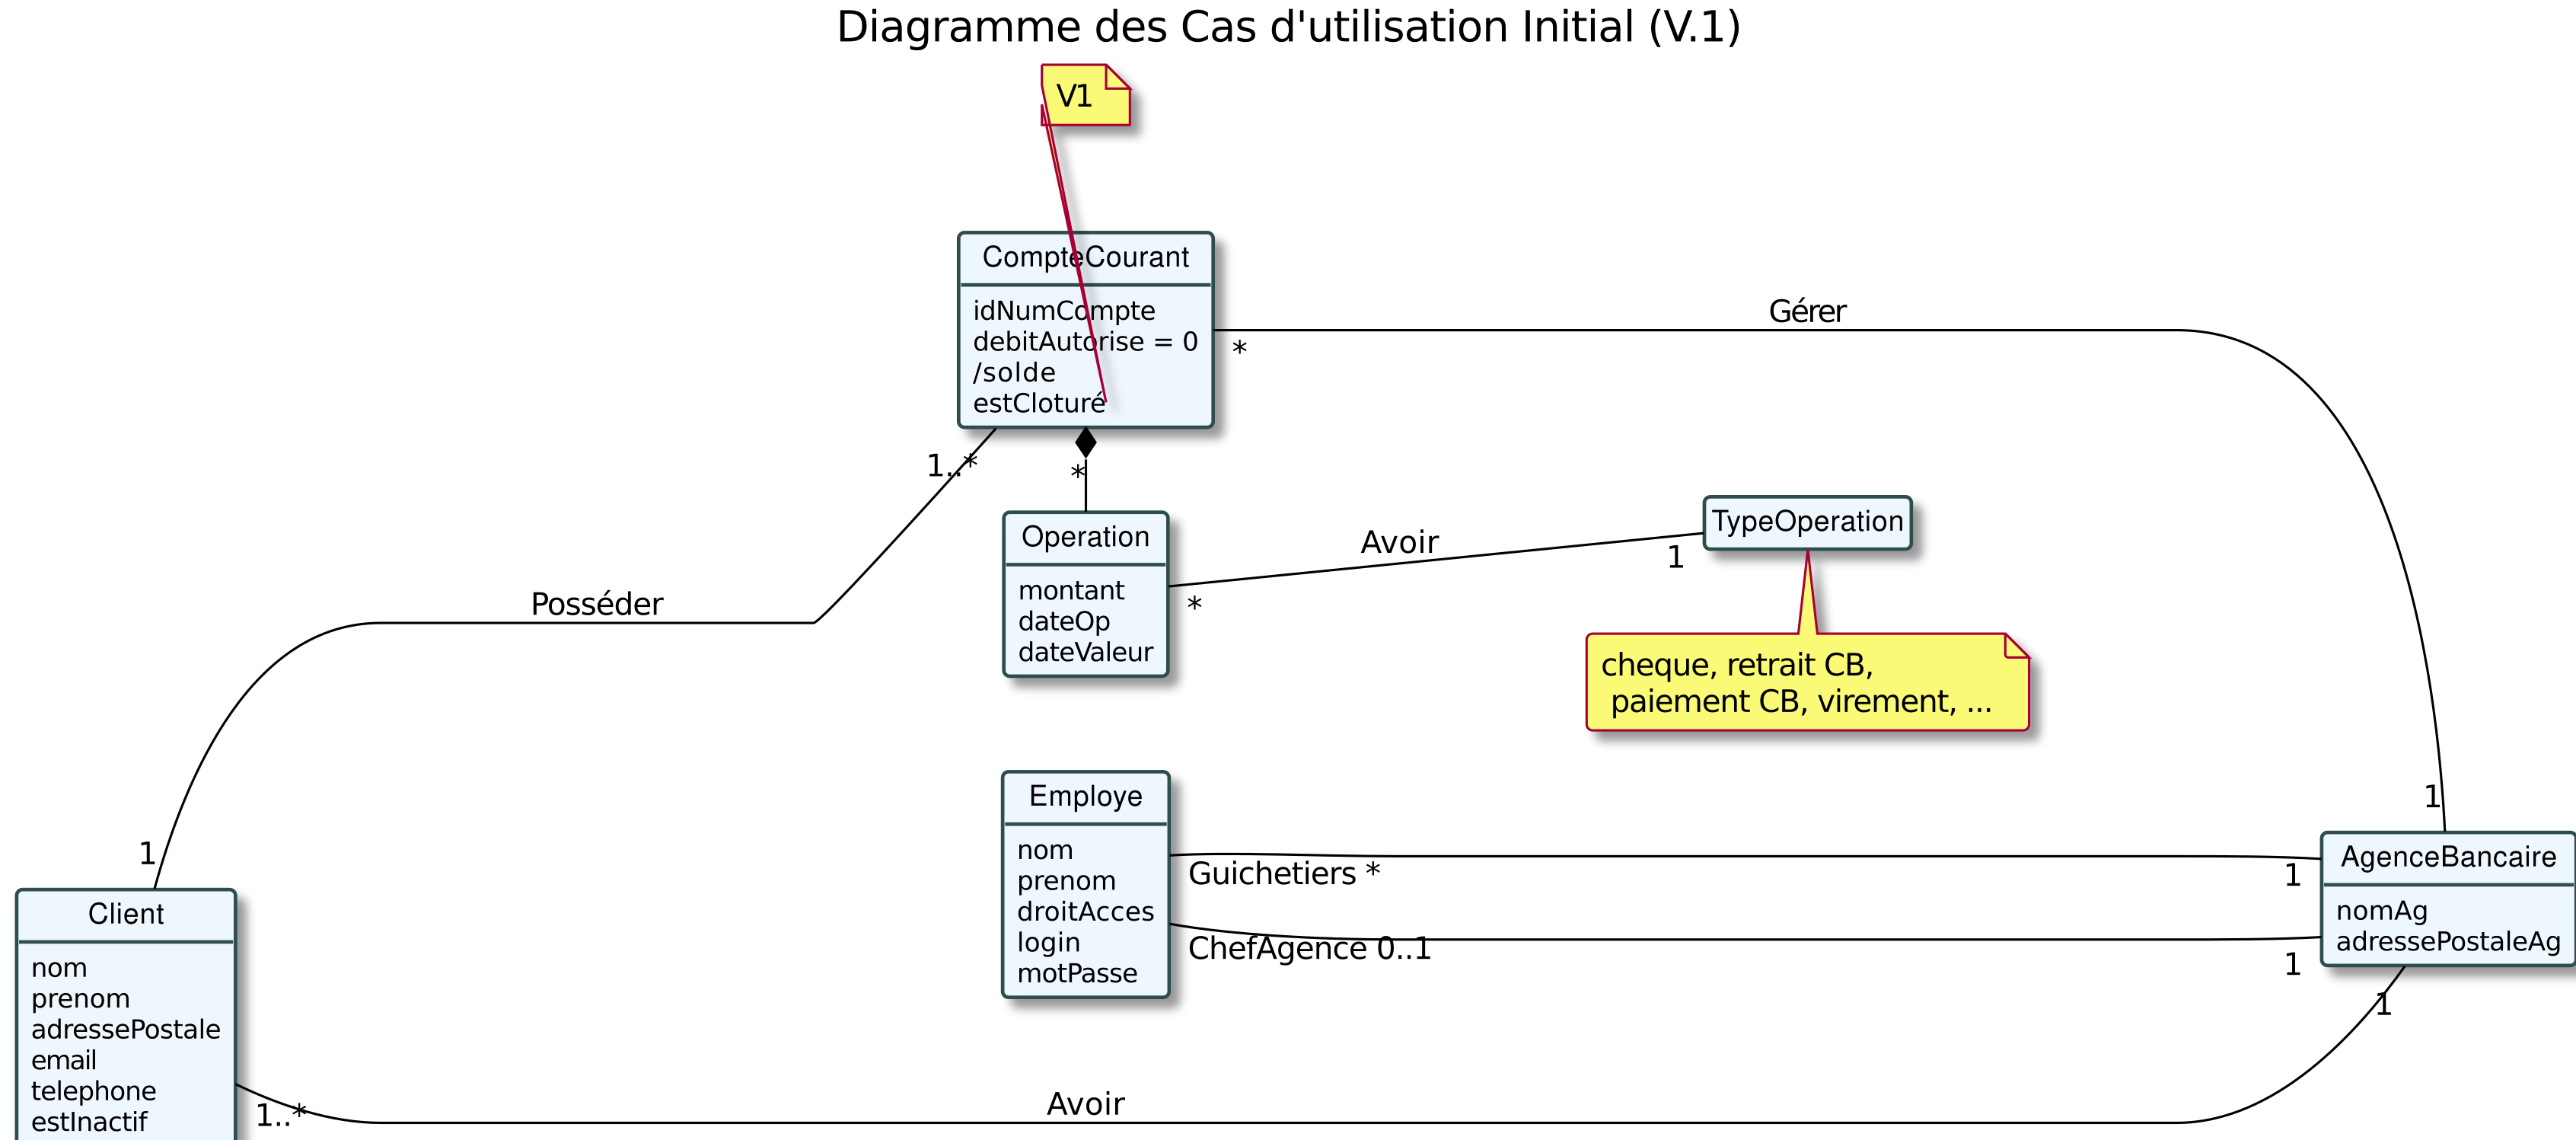 Diagramme des Cas d'utilisation Initial (V.1)
V1
CompteCourant
idNumCompte
debitAutorise = 0
/solde
estCloturé
Gérer
*
1..*
*
Operation
montant
dateOp
dateValeur
Avoir
1
*
TypeOperation
cheque, retrait CB,
paiement CB, virement, ...
Posséder
1
Employe
nom
prenom
droitAcces
login
motPasse
Guichetiers *
1
ChefAgence 0..1
1
1
AgenceBancaire
nomAg
adressePostaleAg
1
Client
nom
prenom
adressePostale
email
telephone
estInactif
1..*
Avoir